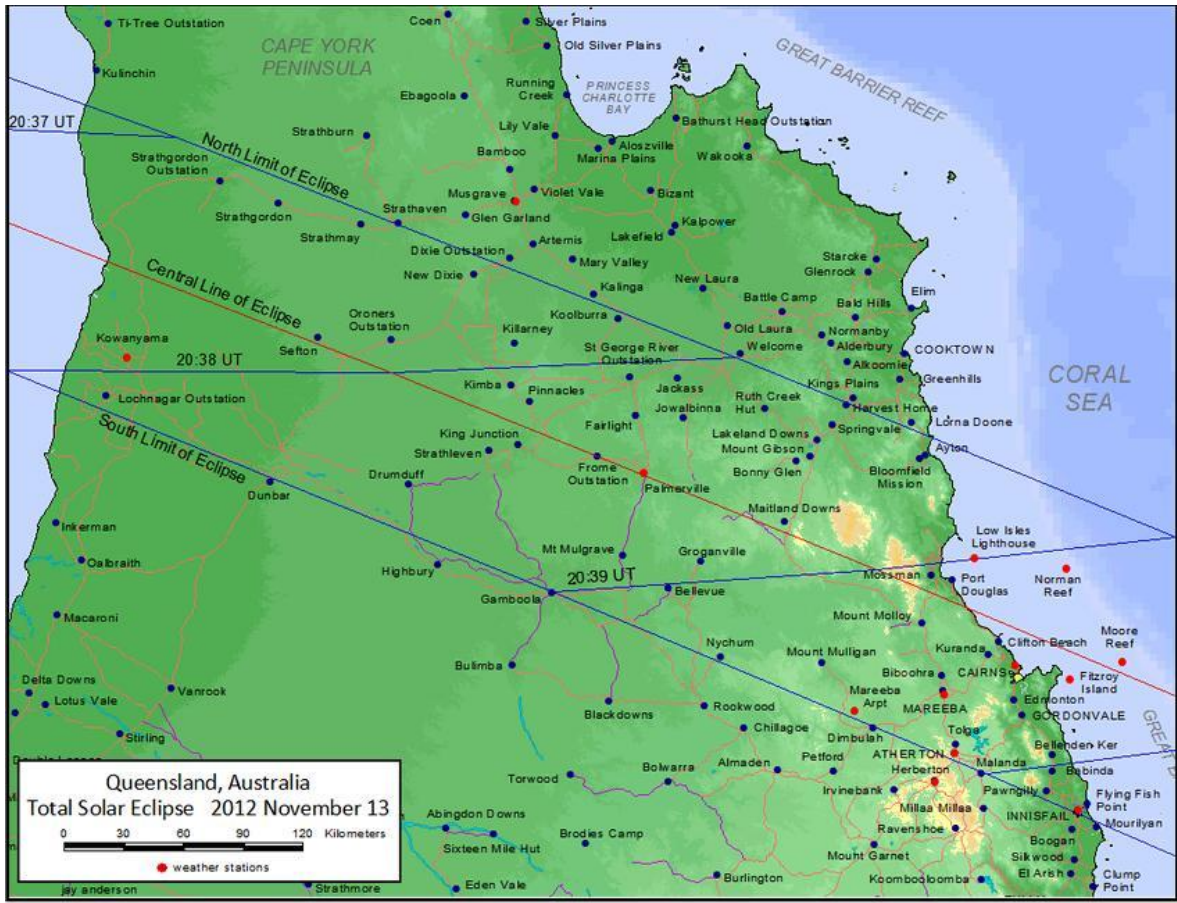 Ti-Tree Outstation
Coen
Silver Plains
Old Silver Plains
CAPE YORK
PENINSULA
GREAT BARRIER REEF
Kulinchin
Ebagoola
Running
Creek
PRINCESS
CHARLOTTE
BAY
20:37 UT
Strathburn
Lily Vale
Bathurst Head Outstation
North Limit of Eclipse
Aloszville
Marina Plains
Wakooka
Strathgordon
Outstation
Bamboo
Musgrave
Violet Vale
Bizant
Strathgordon
Strathaven
Glen Garland
Strathmay
Kalpower
Lakefield
Artemis
Dixie Outstation
Mary Valley
New Dixie
Starcke
Glenrock
Central Line of Eclipse
Kalinga
New Laura
Elim
Battle Camp
Bald Hills
Oroners
Outstation
Koolburra
Killarney
Old Laura
Normanby
Kowanyama
Sefton
St George River
Outstation
Welcome
Alderbury
COOKTOWN
20:38 UT
Alkoomie
Kimba
Pinnacles
Jackass
Kings Plains
Greenhills
CORAL
SEA
Lochnagar Outstation
Ruth Creek
Hut
Harvest Home
South Limit of Eclipse
Fairlight
Jowalbinna
Springvale
Lorna Doone
King Junction
Lakeland Downs
Strathleven
Mount Gibson
Ayton
Drumduff
Frome
Outstation
Bonny Glen
Bloomfield
Mission
Dunbar
Palmerville
Maitland Downs
Inkerman
Low Isles
Lighthouse
Oalbraith
Mt Mulgrave
Groganville
Highbury
20:39 UT
Mossman
Port
Douglas
Norman
Reef
Gamboola
Bellevue
Macaroni
Mount Molloy
Nychum
Clifton Beach
Moore
Reef
Bulimba
Mount Mulligan
Kuranda
Biboohra
CAIRNS
Fitzroy
Island
Delta Downs
Vanrook
Lotus Vale
Mareeba
Arpt
MAREEBA
Edmonton
Blackdowns
Rookwood
GORDONVALE
Stirling
Chillagoe
Dimbulah
Tolga
GREAT B
ATHERTON
Bellenden Ker
Torwood
Bolwarra
Almaden
Petford
Herberton
Malanda
Babinda
Queensland, Australia
Total Solar Eclipse 2012 November 13
0 30 60 90 120 Kilometers
weather stations
Irvinebank
Pawngilly
Flying Fish
Point
Abingdon Downs
Millaa Millaa
INNISFAIL
Sixteen Mile Hut
Brodies Camp
Ravenshoe
Mourilyan
Boogan
Mount Garnet
Silkwood
jay anderson
Strathmore
Eden Vale
Burlington
Koombooloomba
El Arish
Clump
Point